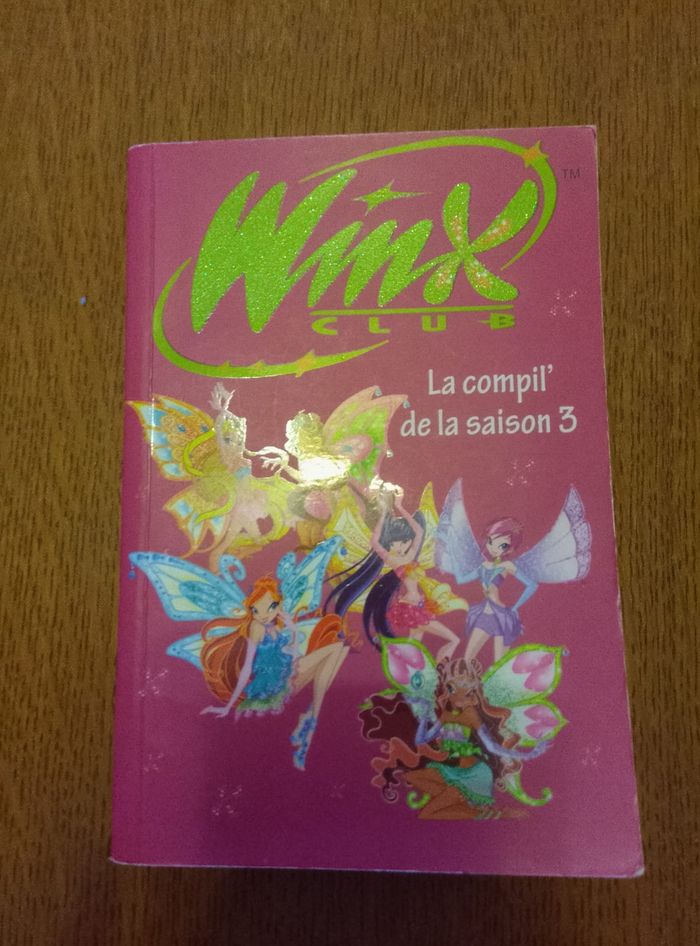 Winx
CLUB
TM
La compil'
de la saison 3